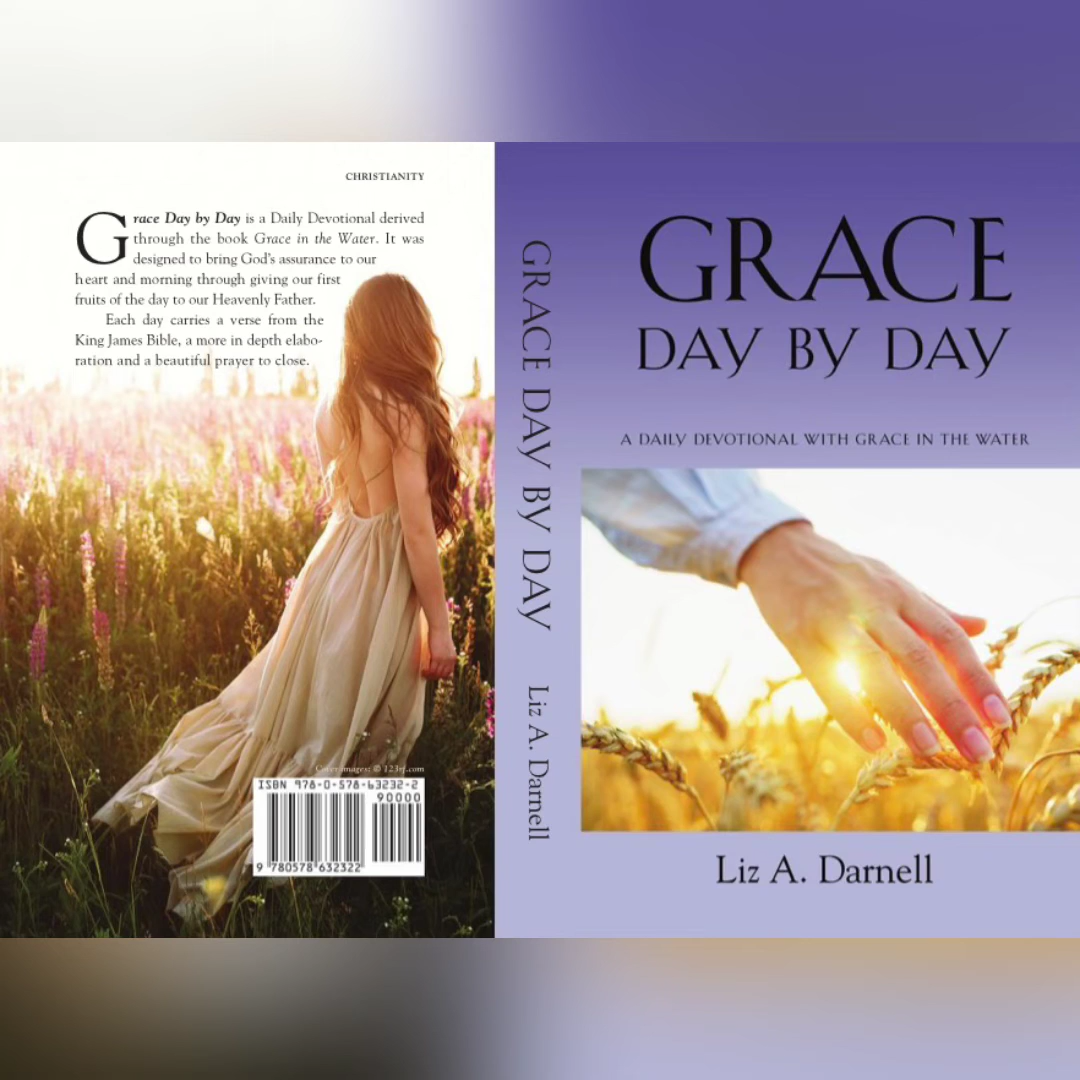 CHRISTIANITY
Grace Day by Day is a Daily Devotional derived
through the book Grace in the Water. It was
designed to bring God's assurance to our
heart and morning through giving our first
fruits of the day to our Heavenly Father.
Each day carries a verse from the
King James Bible, a more in depth elabo-
ration and a beautiful prayer to close.
Cover images: © 123rf.com
ISBN 978-0-578-63232-2
90000
9 780578 632322
GRACE DAY BY DAY Liz A. Darnell
GRACE
DAY BY DAY
A DAILY DEVOTIONAL WITH GRACE IN THE WATER
Liz A. Darnell